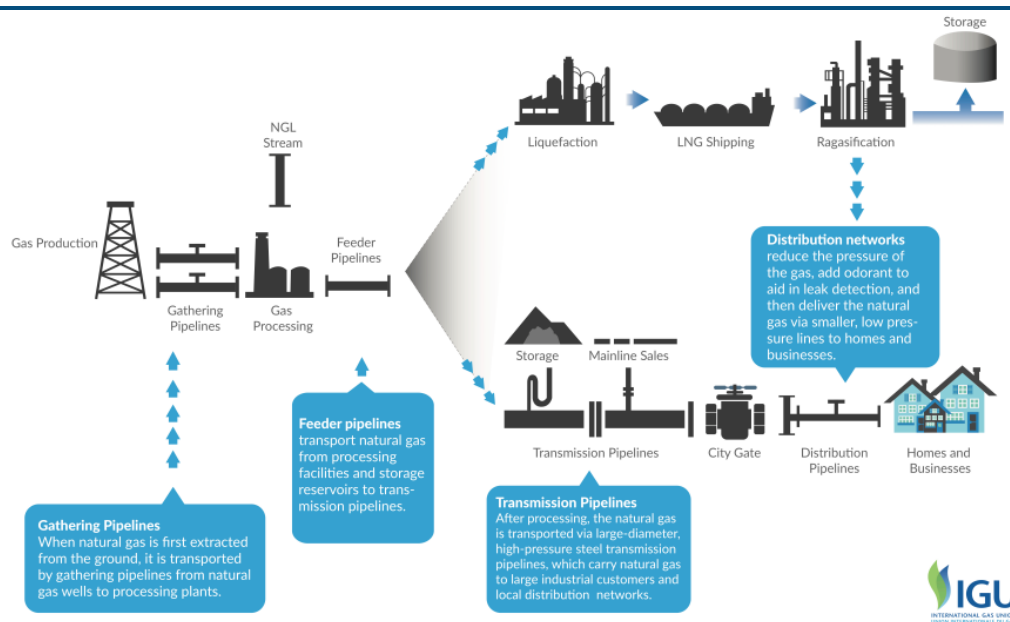 Storage
NGL
Stream
Liquefaction
LNG Shipping
Ragasification
Gas Production
Feeder
Pipelines
Gathering
Pipelines
Gas
Processing
Distribution networks
reduce the pressure of
the gas, add odorant to
aid in leak detection, and
then deliver the natural
gas via smaller, low pres-
sure lines to homes and
businesses.
Storage
Mainline Sales
Transmission Pipelines
City Gate
Distribution
Pipelines
Homes and
Businesses
Feeder pipelines
transport natural gas
from processing
facilities and storage
reservoirs to trans-
mission pipelines.
Gathering Pipelines
When natural gas is first extracted
from the ground, it is transported
by gathering pipelines from natural
gas wells to processing plants.
Transmission Pipelines
After processing, the natural gas
is transported via large-diameter,
high-pressure steel transmission
pipelines, which carry natural gas
to large industrial customers and
local distribution networks.
IGU
INTERNATIONAL GAS